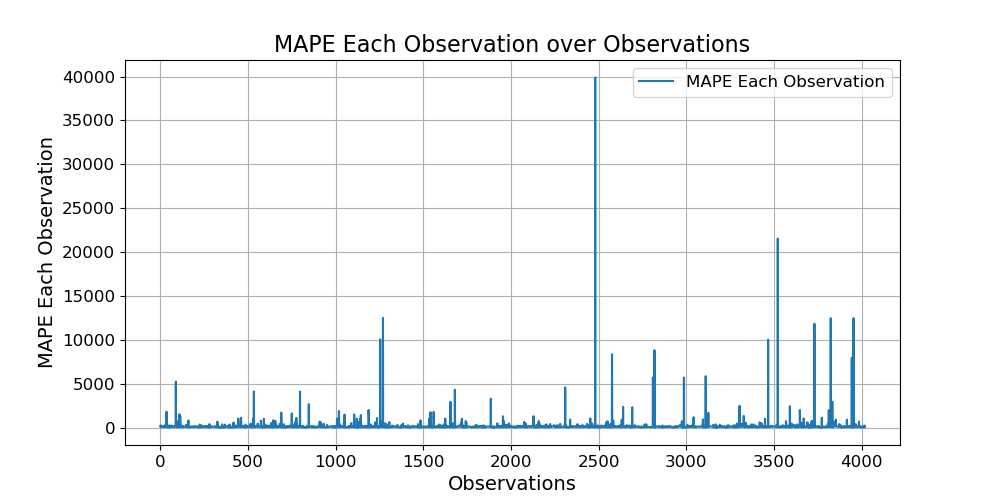 MAPE Each Observation over Observations
MAPE Each Observation
40000
35000
30000
25000
20000
15000
10000
5000
0
MAPE Each Observation
0 500 1000 1500 2000 2500 3000 3500 4000
Observations